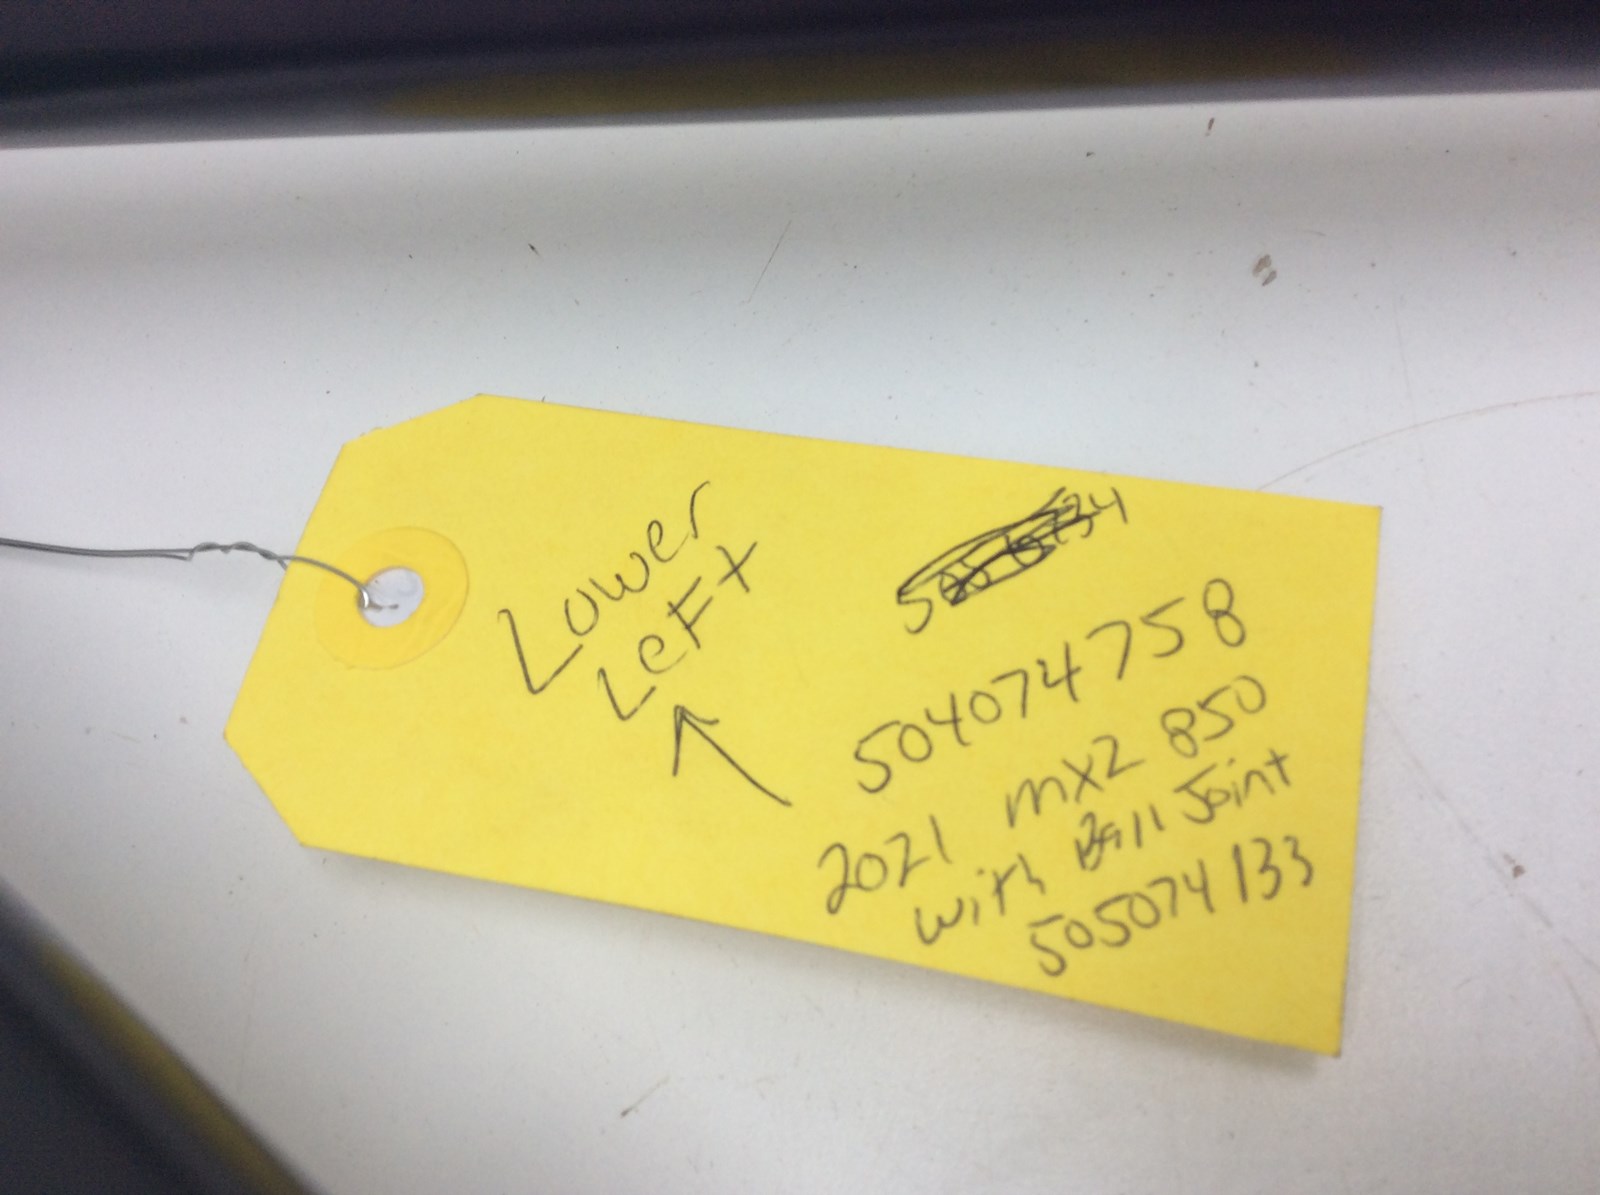 Lower
LeFt
504074758
2021 mx2 850
with Ball Joint
505074133